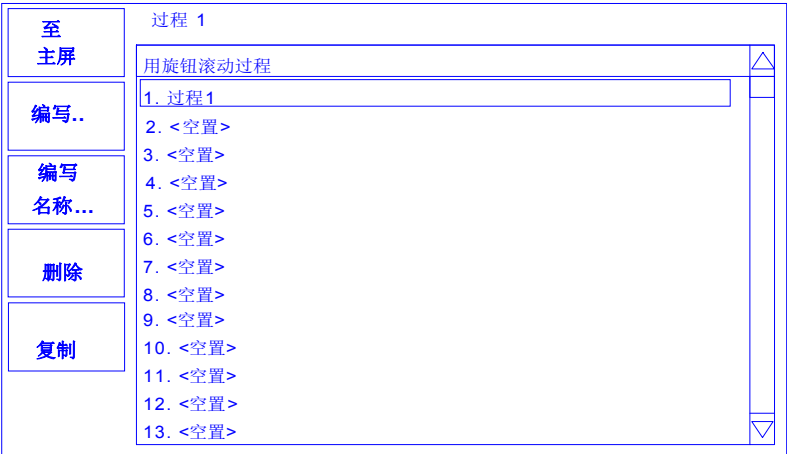 至
主屏
编写..
编写
名称...
删除
复制
过程 1
用旋钮滚动过程
1. 过程1
2. <空置>
3. <空置>
4. <空置>
5. <空置>
6. <空置>
7. <空置>
8. <空置>
9. <空置>
10. <空置>
11. <空置>
12. <空置>
13. <空置>